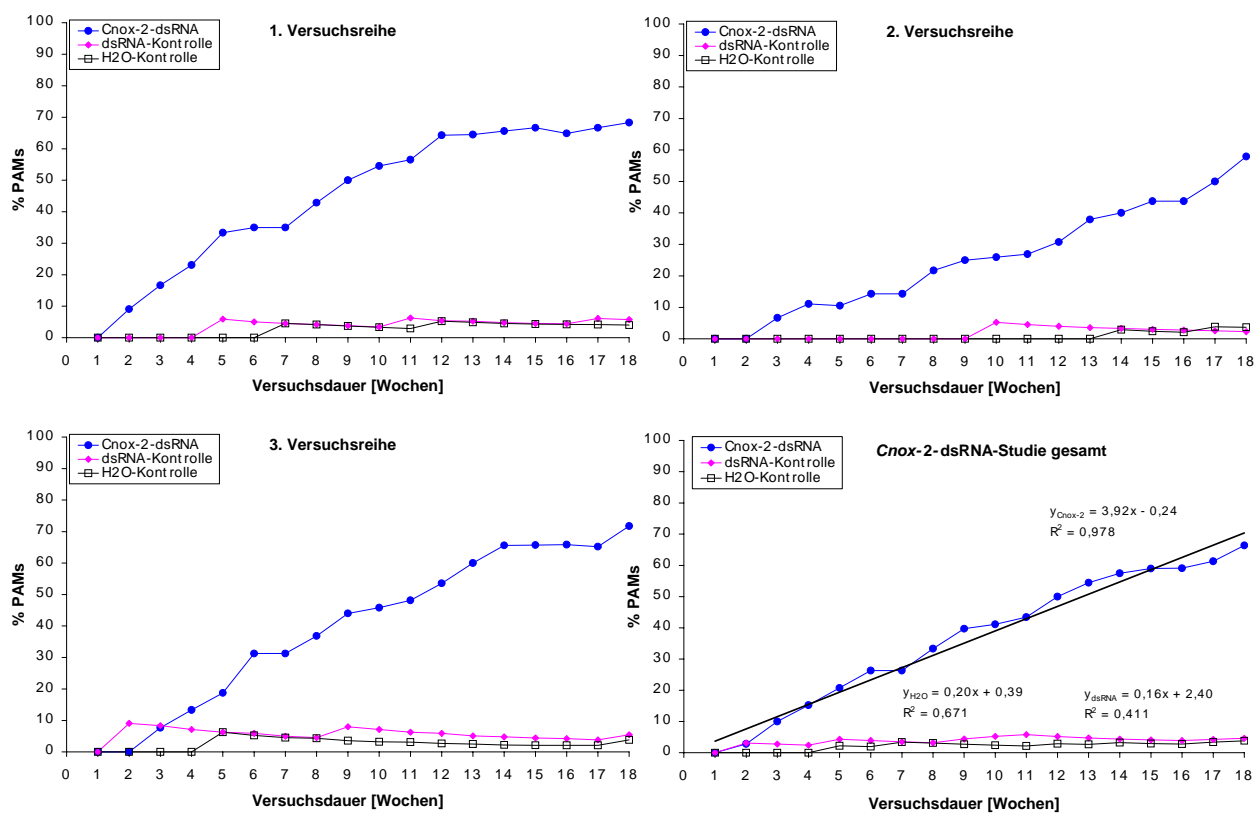 1. Versuchsreihe
Cnox-2-dsRNA
dsRNA-Kontrolle
H2O-Kontrolle
% PAMs
100
90
80
70
60
50
40
30
20
10
0
0 1 2 3 4 5 6 7 8 9 10 11 12 13 14 15 16 17 18
Versuchsdauer [Wochen]
2. Versuchsreihe
Cnox-2-dsRNA
dsRNA-Kontrolle
H2O-Kontrolle
% PAMs
100
90
80
70
60
50
40
30
20
10
0
0 1 2 3 4 5 6 7 8 9 10 11 12 13 14 15 16 17 18
Versuchsdauer [Wochen]
3. Versuchsreihe
Cnox-2-dsRNA
dsRNA-Kontrolle
H2O-Kontrolle
% PAMs
100
90
80
70
60
50
40
30
20
10
0
0 1 2 3 4 5 6 7 8 9 10 11 12 13 14 15 16 17 18
Versuchsdauer [Wochen]
Cnox-2-dsRNA-Studie gesamt
Cnox-2-dsRNA
dsRNA-Kontrolle
H2O-Kontrolle
% PAMs
100
90
80
70
60
50
40
30
20
10
0
y Cnox-2 = 3,92x - 0,24
R² = 0,978
y H2O = 0,20x + 0,39
R² = 0,671
y dsRNA = 0,16x + 2,40
R² = 0,411
0 1 2 3 4 5 6 7 8 9 10 11 12 13 14 15 16 17 18
Versuchsdauer [Wochen]